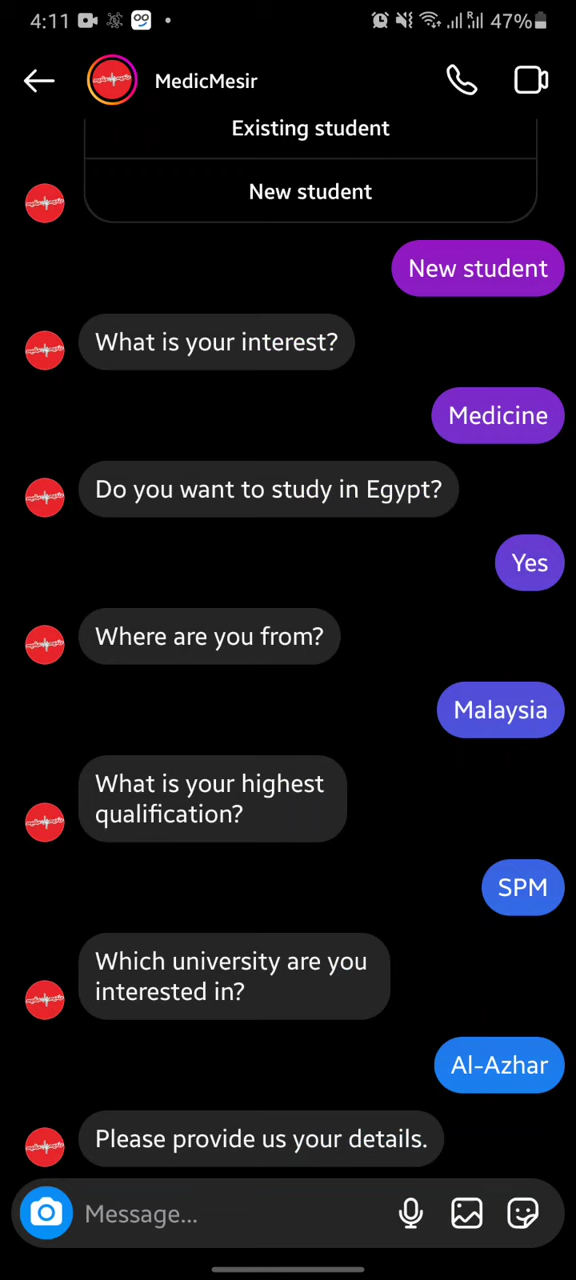 4:11
47%
MedicMesir
Existing student
New student
New student
What is your interest?
Medicine
Do you want to study in Egypt?
Yes
Where are you from?
Malaysia
What is your highest
qualification?
SPM
Which university are you
interested in?
Al-Azhar
Please provide us your details.
Message...